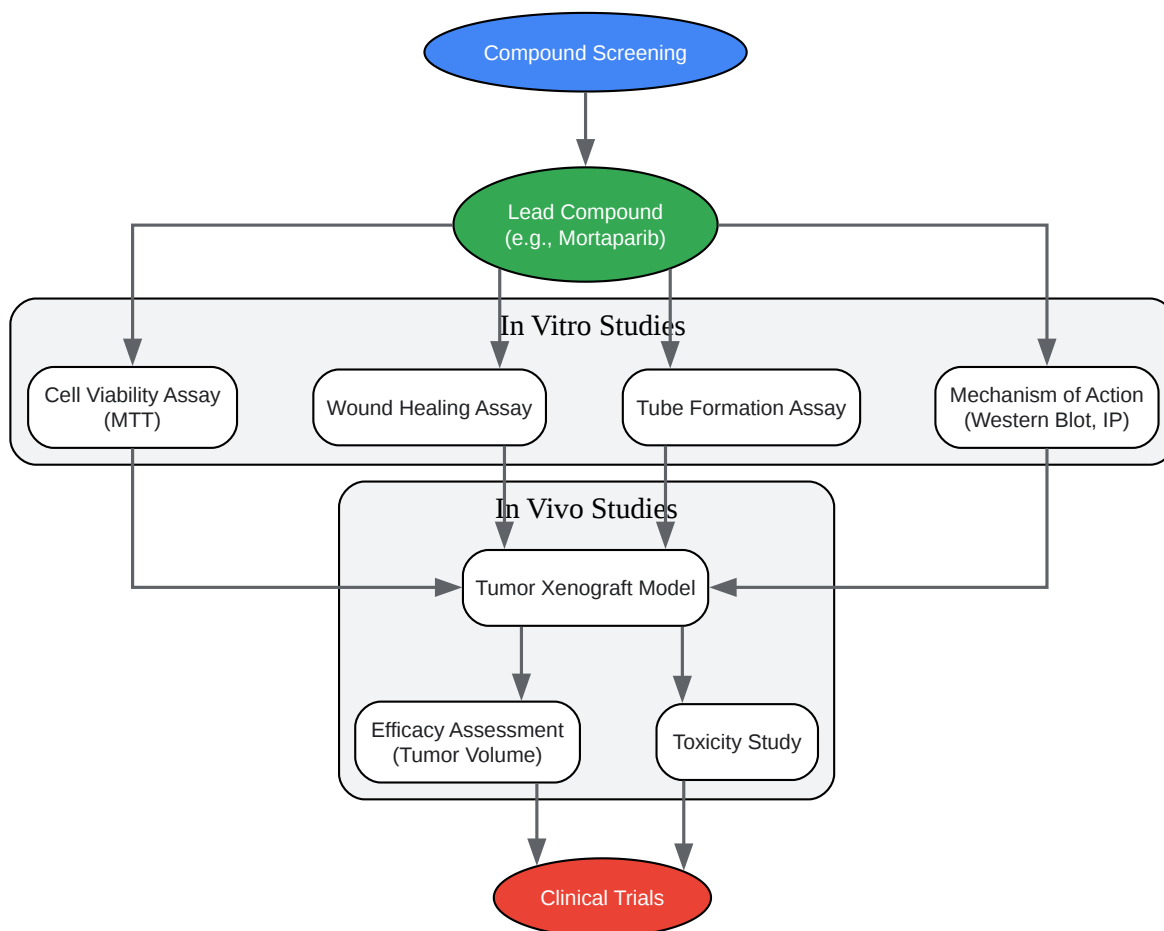 Compound Screening
Lead Compound
(e.g., Mortaparib)
In Vitro Studies
Cell Viability Assay
(MTT)
Wound Healing Assay
Tube Formation Assay
Mechanism of Action
(Western Blot, IP)
In Vivo Studies
Tumor Xenograft Model
Efficacy Assessment
(Tumor Volume)
Toxicity Study
Clinical Trials